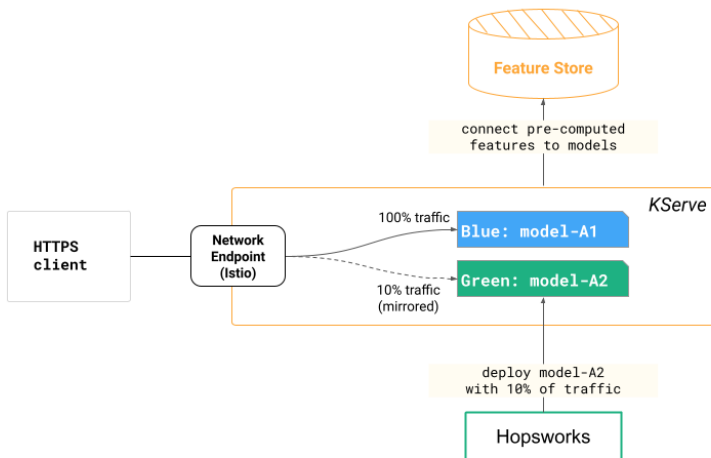 Feature Store
connect pre-computed
features to models
KServe
100% traffic
Blue: model-A1
HTTPS
client
Network
Endpoint
(Istio)
Green: model-A2
10% traffic
(mirrored)
deploy model-A2
with 10% of traffic
Hopsworks